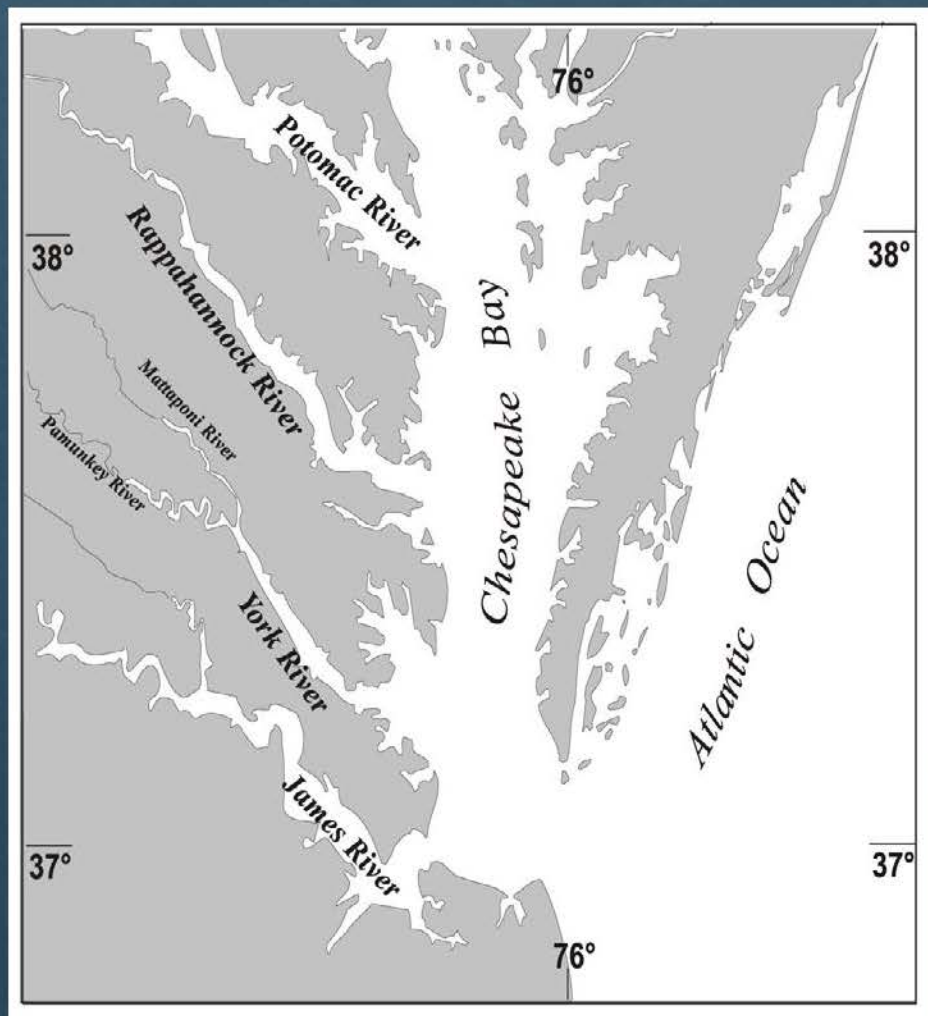 76°
Potomac River
38°
38°
Rappahannock River
Chesapeake Bay
Mattaponi River
Pamunkey River
Atlantic Ocean
York River
James River
37°
37°
76°